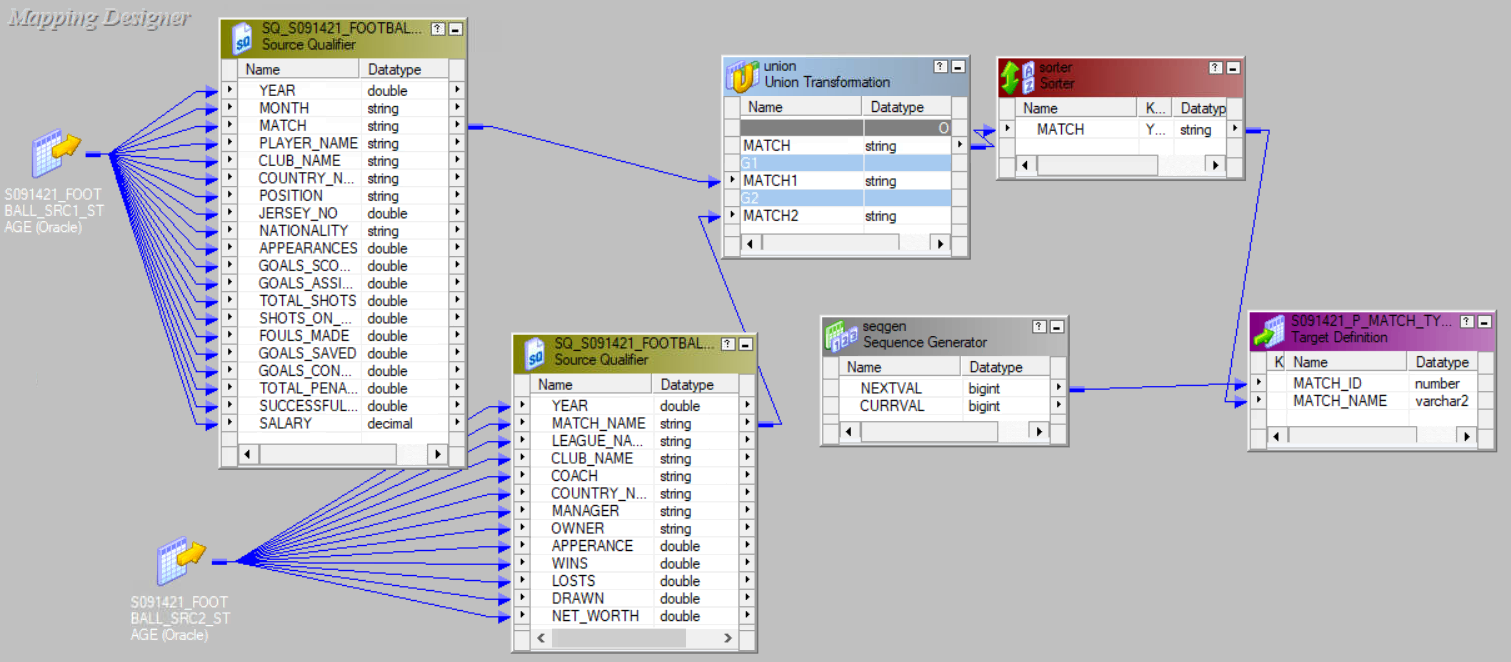 Mapping Designer
S091421_FOOT
BALL_SRC1_ST
AGE (Oracle)
SQ_S091421_FOOTBAL...
Source Qualifier
Name Datatype
YEAR double
MONTH string
MATCH string
PLAYER_NAME string
CLUB_NAME string
COUNTRY_N... string
POSITION string
JERSEY_NO double
NATIONALITY string
APPEARANCES double
GOALS_SCO... double
GOALS_ASSI... double
TOTAL_SHOTS double
SHOTS_ON_... double
FOULS_MADE double
GOALS_SAVED double
GOALS_CON... double
TOTAL_PENA... double
SUCCESSFUL... double
SALARY decimal
S091421_FOOT
BALL_SRC2_ST
AGE (Oracle)
SQ_S091421_FOOTBAL...
Source Qualifier
Name Datatype
YEAR double
MATCH_NAME string
LEAGUE_NA... string
CLUB_NAME string
COACH string
COUNTRY_N... string
MANAGER string
OWNER string
APPERANCE double
WINS double
LOSTS double
DRAWN double
NET_WORTH double
union
Union Transformation
Name Datatype
O
MATCH string
G1
MATCH1 string
G2
MATCH2 string
sorter
Sorter
Name K... Datatyp
MATCH Y... string
seqgen
Sequence Generator
Name Datatype
NEXTVAL bigint
CURRVAL bigint
S091421_P_MATCH_TY...
Target Definition
K Name Datatype
MATCH_ID number
MATCH_NAME varchar2